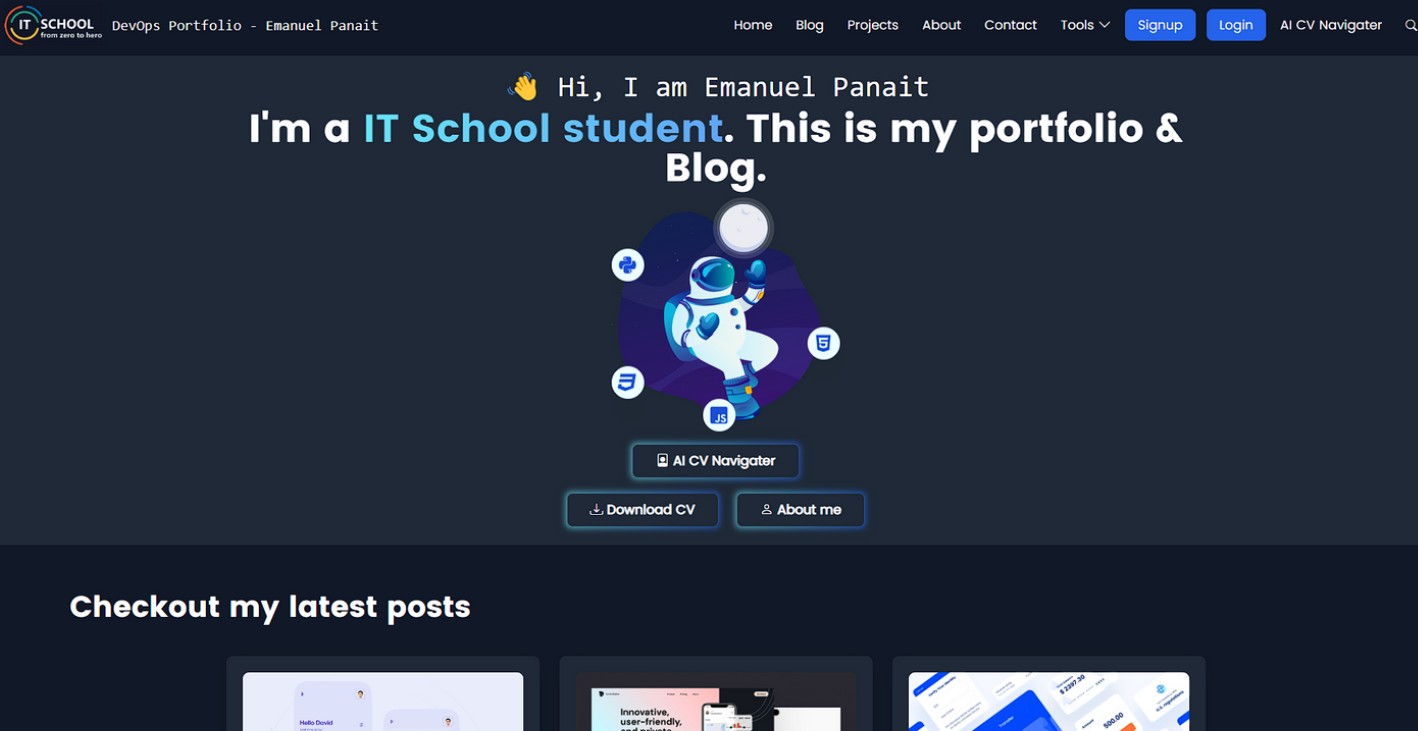 IT SCHOOL
from zero to hero
DevOps Portfolio - Emanuel Panait
Home Blog Projects About Contact Tools Signup Login AI CV Navigater
👋 Hi, I am Emanuel Panait
I'm a IT School student. This is my portfolio &
Blog.
JS
AI CV Navigater
Download CV About me
Checkout my latest posts
Hello Dovid
Innovative,
user-friendly,
$ 2397.30
500.00